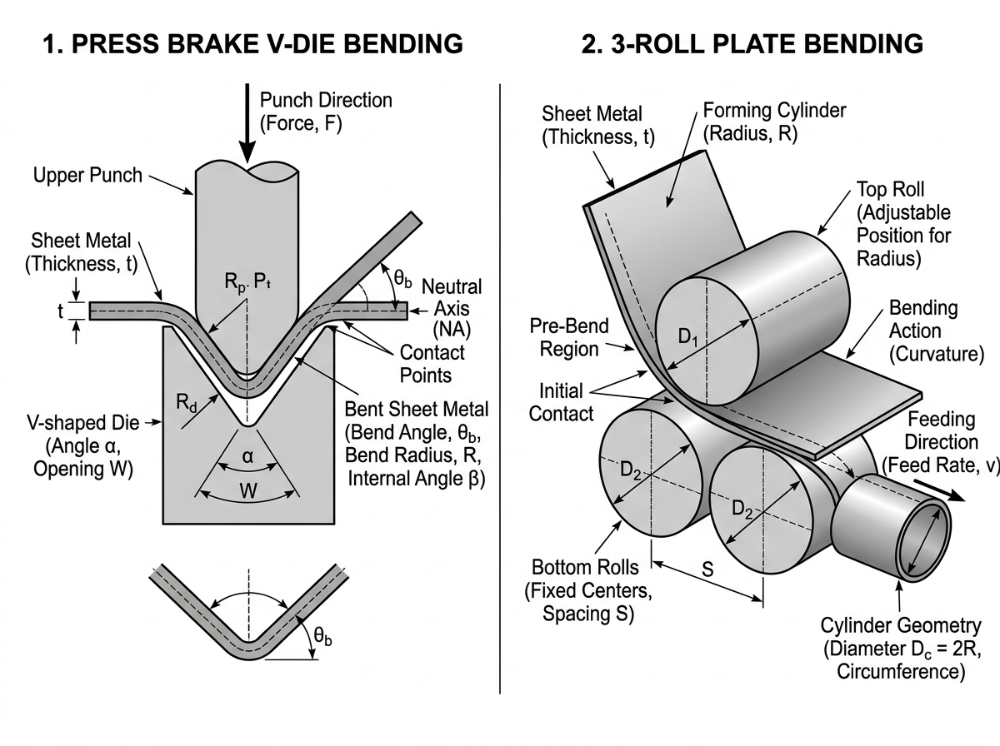 1. PRESS BRAKE V-DIE BENDING
Punch Direction
(Force, F)
Upper Punch
Sheet Metal
(Thickness, t)
t
Rp. Pt
θb
Neutral
Axis
(NA)
Contact
Points
Rd
V-shaped Die
(Angle α,
Opening W)
α
W
Bent Sheet Metal
(Bend Angle, θb,
Bend Radius, R,
Internal Angle β)
θb
2. 3-ROLL PLATE BENDING
Sheet Metal
(Thickness, t)
Forming Cylinder
(Radius, R)
Top Roll
(Adjustable
Position for
Radius)
Pre-Bend
Region
D1
Bending
Action
(Curvature)
Initial
Contact
Feeding
Direction
(Feed Rate, v)
D2
D2
S
Bottom Rolls
(Fixed Centers,
Spacing S)
Cylinder Geometry
(Diameter Dc = 2R,
Circumference)